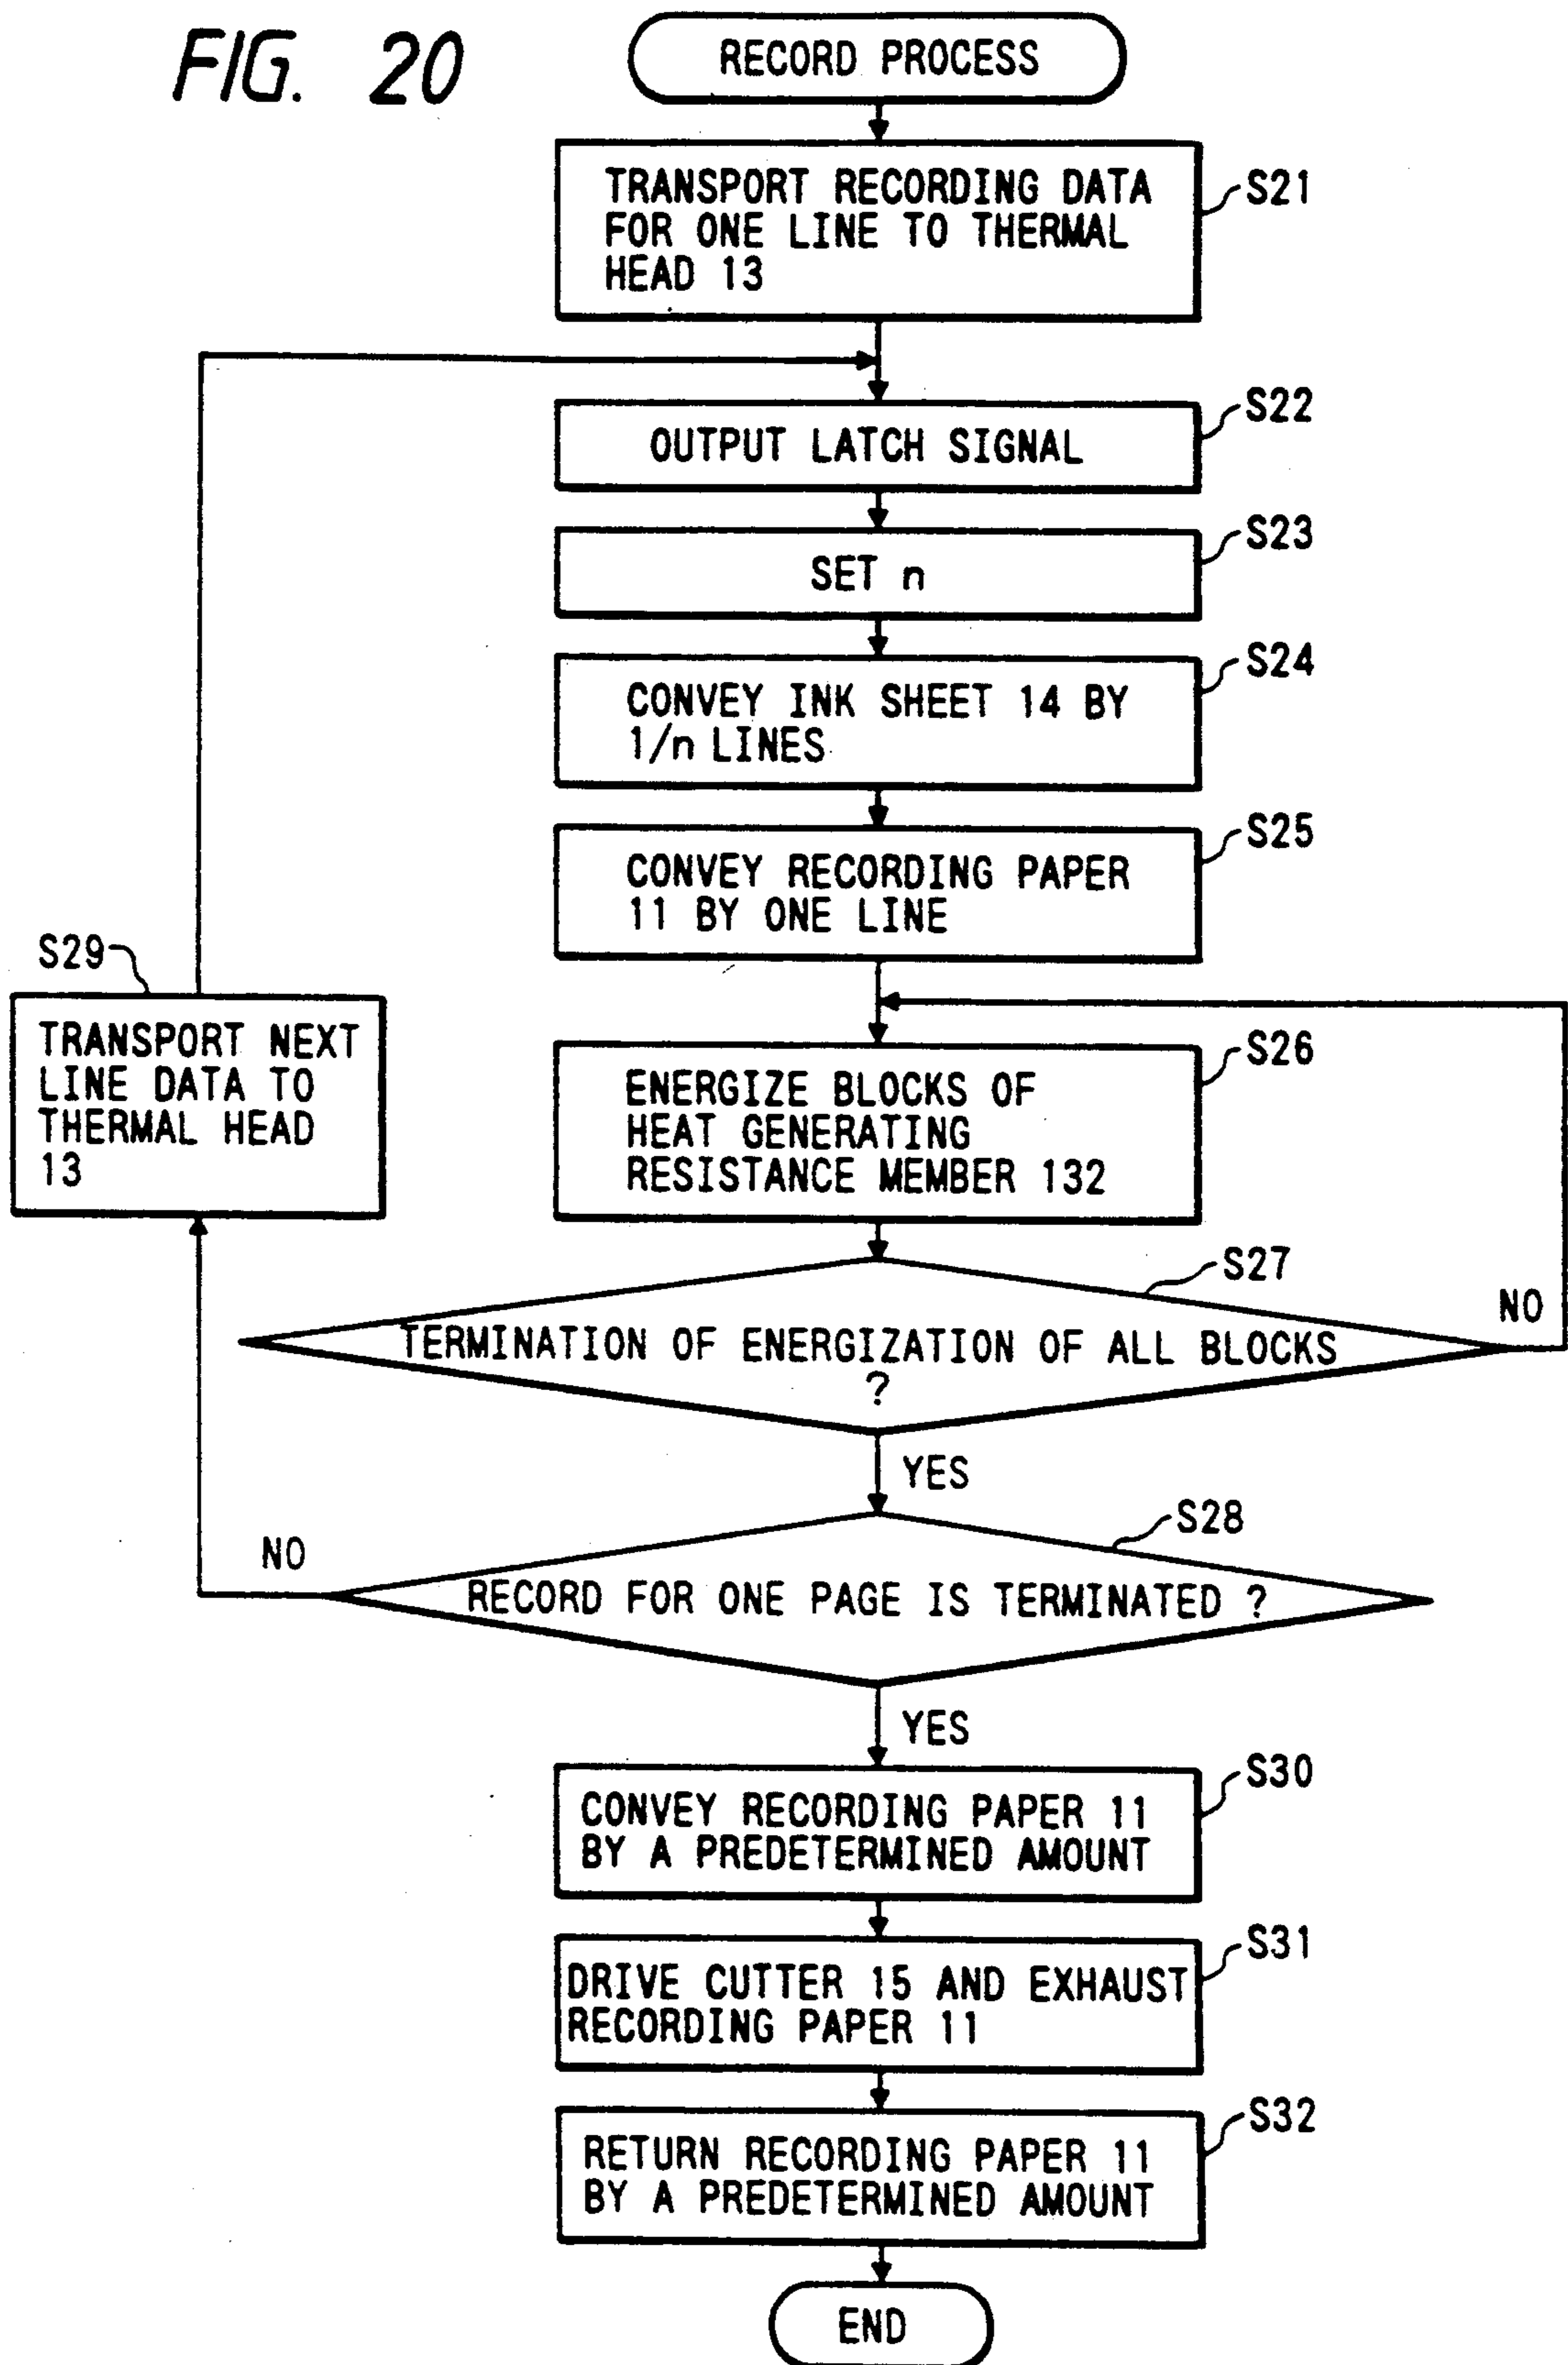 FIG. 20
RECORD PROCESS
TRANSPORT RECORDING DATA
FOR ONE LINE TO THERMAL
HEAD 13
S21
OUTPUT LATCH SIGNAL
S22
SET n
S23
CONVEY INK SHEET 14 BY
1/n LINES
S24
CONVEY RECORDING PAPER
11 BY ONE LINE
S25
S29
TRANSPORT NEXT
LINE DATA TO
THERMAL HEAD
13
ENERGIZE BLOCKS OF
HEAT GENERATING
RESISTANCE MEMBER 132
S26
S27
NO
TERMINATION OF ENERGIZATION OF ALL BLOCKS
?
YES
S28
NO
RECORD FOR ONE PAGE IS TERMINATED ?
YES
CONVEY RECORDING PAPER 11
BY A PREDETERMINED AMOUNT
S30
DRIVE CUTTER 15 AND EXHAUST
RECORDING PAPER 11
S31
RETURN RECORDING PAPER 11
BY A PREDETERMINED AMOUNT
S32
END